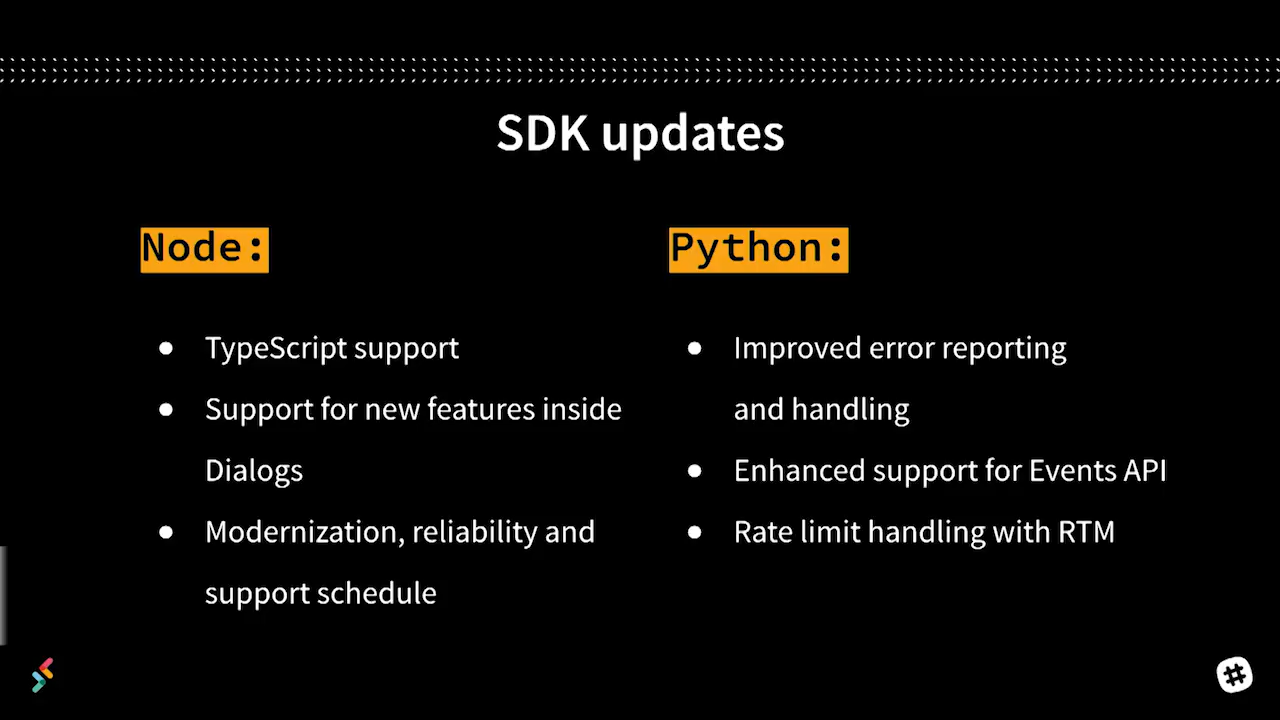 SDK updates
Node:
● TypeScript support
● Support for new features inside
Dialogs
● Modernization, reliability and
support schedule
Python:
● Improved error reporting
and handling
● Enhanced support for Events API
● Rate limit handling with RTM